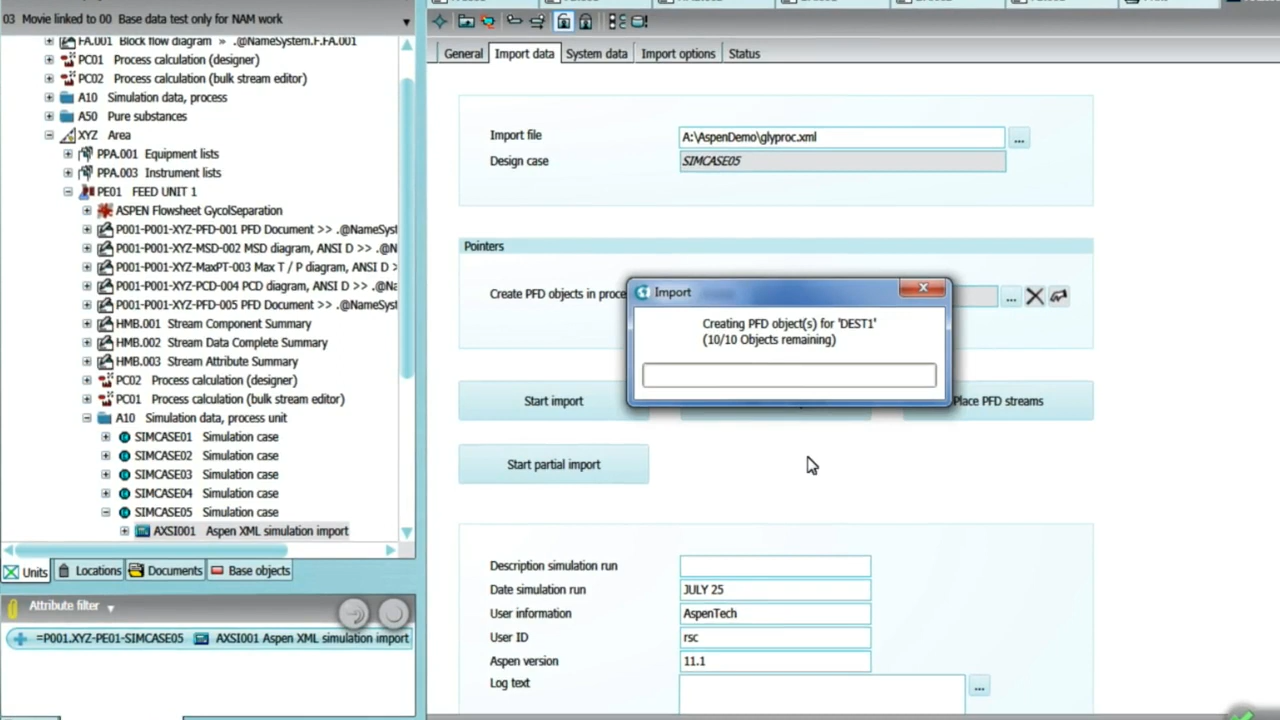 03 Movie linked to 00 Base data test only for NAM work
FA.001 Block flow diagram » .@NameSystem.F.FA.001
PC01 Process calculation (designer)
PC02 Process calculation (bulk stream editor)
A10 Simulation data, process
A50 Pure substances
XYZ Area
PPA.001 Equipment lists
PPA.003 Instrument lists
PE01 FEED UNIT 1
ASPEN Flowsheet GycolSeparation
P001-P001-XYZ-PFD-001 PFD Document >> .@NameSyst
P001-P001-XYZ-MSD-002 MSD diagram, ANSI D >> .@N
P001-P001-XYZ-MaxPT-003 Max T / P diagram, ANSI D >
P001-P001-XYZ-PCD-004 PCD diagram, ANSI D >> .@Na
P001-P001-XYZ-PFD-005 PFD Document >> .@NameSyst
HMB.001 Stream Component Summary
HMB.002 Stream Data Complete Summary
HMB.003 Stream Attribute Summary
PC02 Process calculation (designer)
PC01 Process calculation (bulk stream editor)
A10 Simulation data, process unit
SIMCASE01 Simulation case
SIMCASE02 Simulation case
SIMCASE03 Simulation case
SIMCASE04 Simulation case
SIMCASE05 Simulation case
AXSI001 Aspen XML simulation import
Units Locations Documents Base objects
Attribute filter
=P001.XYZ-PE01-SIMCASE05 AXSI001 Aspen XML simulation import
General Import data System data Import options Status
Import file A:\AspenDemo\glyproc.xml ...
Design case SIMCASE05
Pointers
Create PFD objects in proce ...
Import
Creating PFD object(s) for 'DEST1'
(10/10 Objects remaining)
Start import Place PFD streams
Start partial import
Description simulation run
Date simulation run JULY 25
User information AspenTech
User ID rsc
Aspen version 11.1
Log text ...